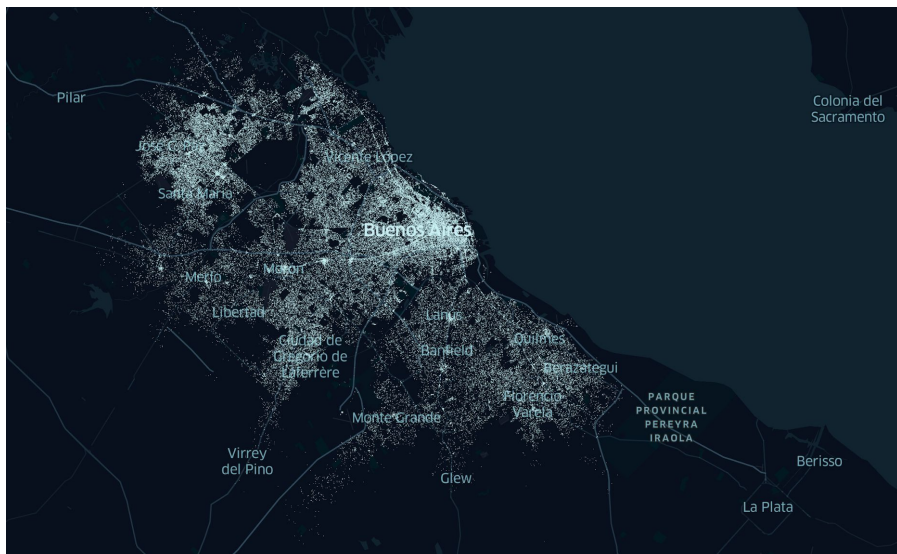 Pilar
Colonia del
Sacramento
José C. Paz
Vicente López
Santa María
Buenos Aires
Merlo
Morón
Libertad
Lanús
Ciudad de
Gregorio de
Laferrère
Banfield
Quilmes
Berazategui
Florencio
Varela
PARQUE
PROVINCIAL
PEREYRA
IRAOLA
Monte Grande
Virrey
del Pino
Glew
Berisso
La Plata